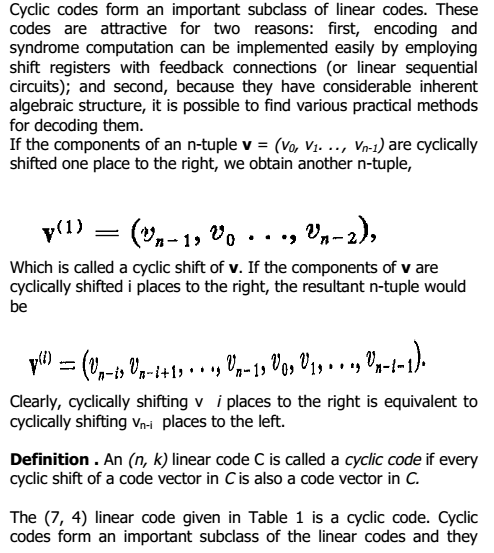 Cyclic codes form an important subclass of linear codes. These
codes are attractive for two reasons: first, encoding and
syndrome computation can be implemented easily by employing
shift registers with feedback connections (or linear sequential
circuits); and second, because they have considerable inherent
algebraic structure, it is possible to find various practical methods
for decoding them.
If the components of an n-tuple v = (v₀, v₁. . ., vₙ₋₁) are cyclically
shifted one place to the right, we obtain another n-tuple,
v⁽¹⁾ = (vₙ₋₁, v₀ . . ., vₙ₋₂),
Which is called a cyclic shift of v. If the components of v are
cyclically shifted i places to the right, the resultant n-tuple would
be
v⁽ⁱ⁾ = (v_{n-i}, v_{n-i+1}, . . ., v_{n-1}, v₀, v₁, . . ., v_{n-i-1}).
Clearly, cyclically shifting v i places to the right is equivalent to
cyclically shifting v_{n-i} places to the left.
Definition . An (n, k) linear code C is called a cyclic code if every
cyclic shift of a code vector in C is also a code vector in C.
The (7, 4) linear code given in Table 1 is a cyclic code. Cyclic
codes form an important subclass of the linear codes and they